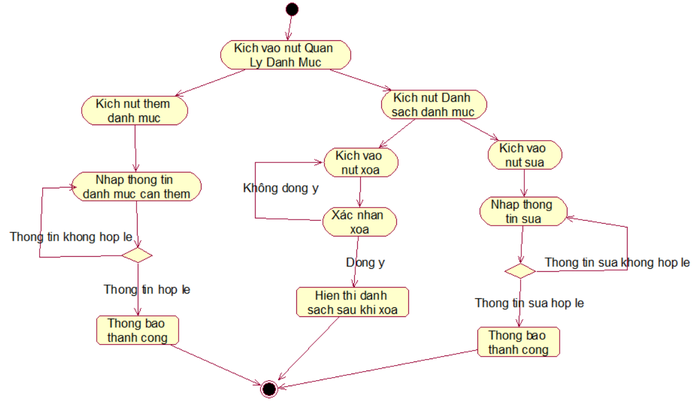 Kich vao nut Quan
Ly Danh Muc
Kich nut them
danh muc
Kich nut Danh
sach danh muc
Kich vao
nut xoa
Kich vao
nut sua
Nhap thong tin
danh muc can them
Không dong y
Xác nhan
xoa
Nhap thong
tin sua
Thong tin khong hop le
Dong y
Thong tin sua khong hop le
Thong tin hop le
Hien thi danh
sach sau khi xoa
Thong tin sua hop le
Thong bao
thanh cong
Thong bao
thanh cong